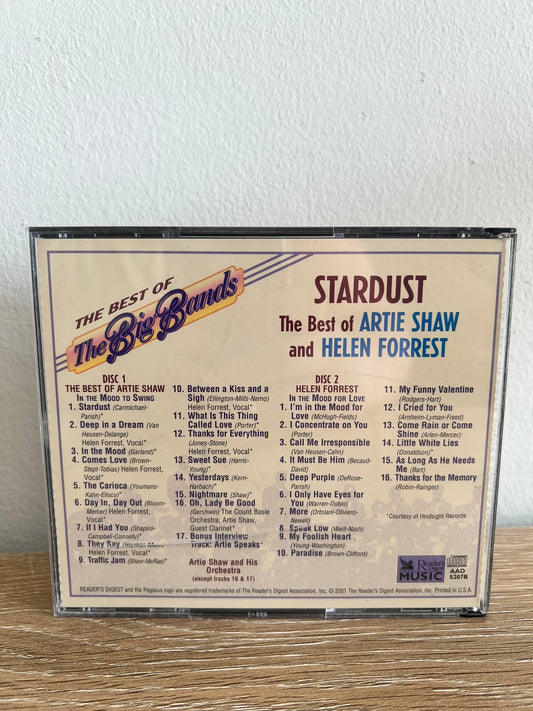 THE BEST OF
The Big Bands
STARDUST
The Best of ARTIE SHAW
and HELEN FORREST
DISC 1
THE BEST OF ARTIE SHAW
IN THE MOOD TO SWING
1. Stardust (Carmichael-
Parish)*
2. Deep in a Dream (Van
Heusen-Delange)
Helen Forrest, Vocal*
3. In the Mood (Garland)*
4. Comes Love (Brown-
Stept-Tobias) Helen Forrest,
Vocal*
5. The Carioca (Youmans-
Kahn-Eliscu)*
6. Day In, Day Out (Bloom-
Mercer) Helen Forrest,
Vocal*
7. If I Had You (Shapiro-
Campbell-Connelly)*
8. They Say (Herman-Mann)
Helen Forrest, Vocal*
9. Traffic Jam (Shaw-McRae)*
10. Between a Kiss and a
Sigh (Ellington-Mills-Nemo)
Helen Forrest, Vocal*
11. What Is This Thing
Called Love (Porter)*
12. Thanks for Everything
(Jones-Stone)
Helen Forrest, Vocal*
13. Sweet Sue (Harris-
Young)*
14. Yesterdays (Kern-
Harbach)*
15. Nightmare (Shaw)*
16. Oh, Lady Be Good
(Gershwin) The Count Basie
Orchestra; Artie Shaw,
Guest Clarinet*
17. Bonus Interview
Track: Artie Speaks*
Artie Shaw and His
Orchestra
(except tracks 16 & 17)
DISC 2
HELEN FORREST
IN THE MOOD FOR LOVE
1. I'm in the Mood for
Love (McHugh-Fields)
2. I Concentrate on You
(Porter)
3. Call Me Irresponsible
(Van Heusen-Cahn)
4. It Must Be Him (Becaud-
David)
5. Deep Purple (DeRose-
Parish)
6. I Only Have Eyes for
You (Warren-Dubin)
7. More (Ortolani-Oliviero-
Newell)
8. Speak Low (Weill-Nash)
9. My Foolish Heart
(Young-Washington)
10. Paradise (Brown-Clifford)
11. My Funny Valentine
(Rodgers-Hart)
12. I Cried for You
(Arnheim-Lyman-Freed)
13. Come Rain or Come
Shine (Arlen-Mercer)
14. Little White Lies
(Donaldson)
15. As Long As He Needs
Me (Bart)
16. Thanks for the Memory
(Robin-Rainger)
*Courtesy of Hindsight Records
Reader's
Digest
MUSIC
AAD
S207B
READER'S DIGEST and the Pegasus logo are registered trademarks of The Reader's Digest Association, Inc. © 2001 The Reader's Digest Association, Inc. Printed in U.S.A.